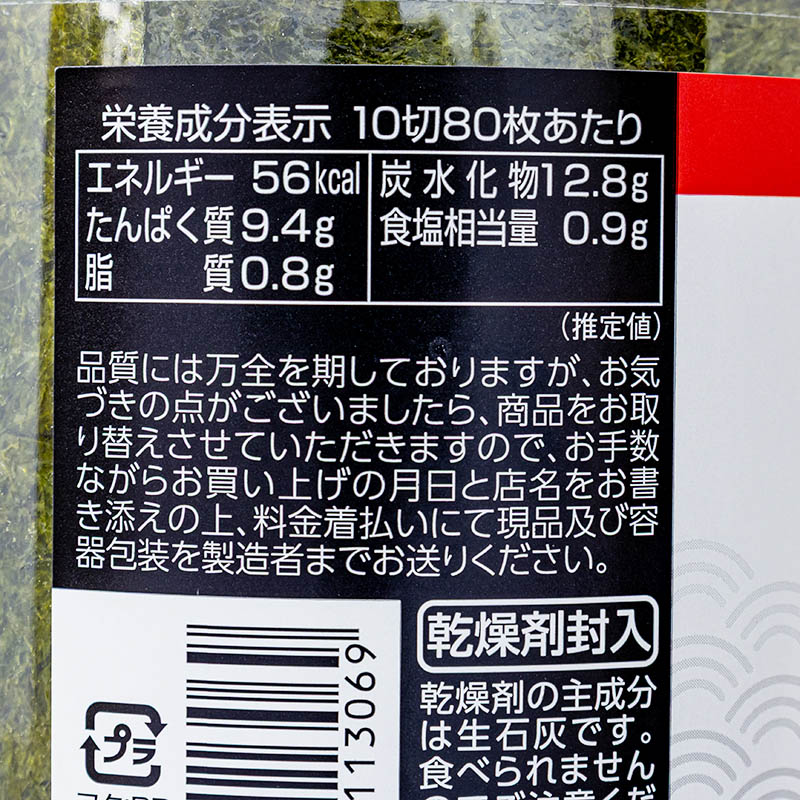 栄養成分表示 10切80枚あたり
エネルギー 56kcal
たんぱく質9.4g
脂質0.8g
炭水化物12.8g
食塩相当量 0.9g
(推定値)
品質には万全を期しておりますが、お気
づきの点がございましたら、商品をお取
り替えさせていただきますので、お手数
ながらお買い上げの月日と店名をお書
き添えの上、料金着払いにて現品及び容
器包装を製造者までお送りください。
乾燥剤封入
乾燥剤の主成分
は生石灰です。
食べられません
113069
プラ